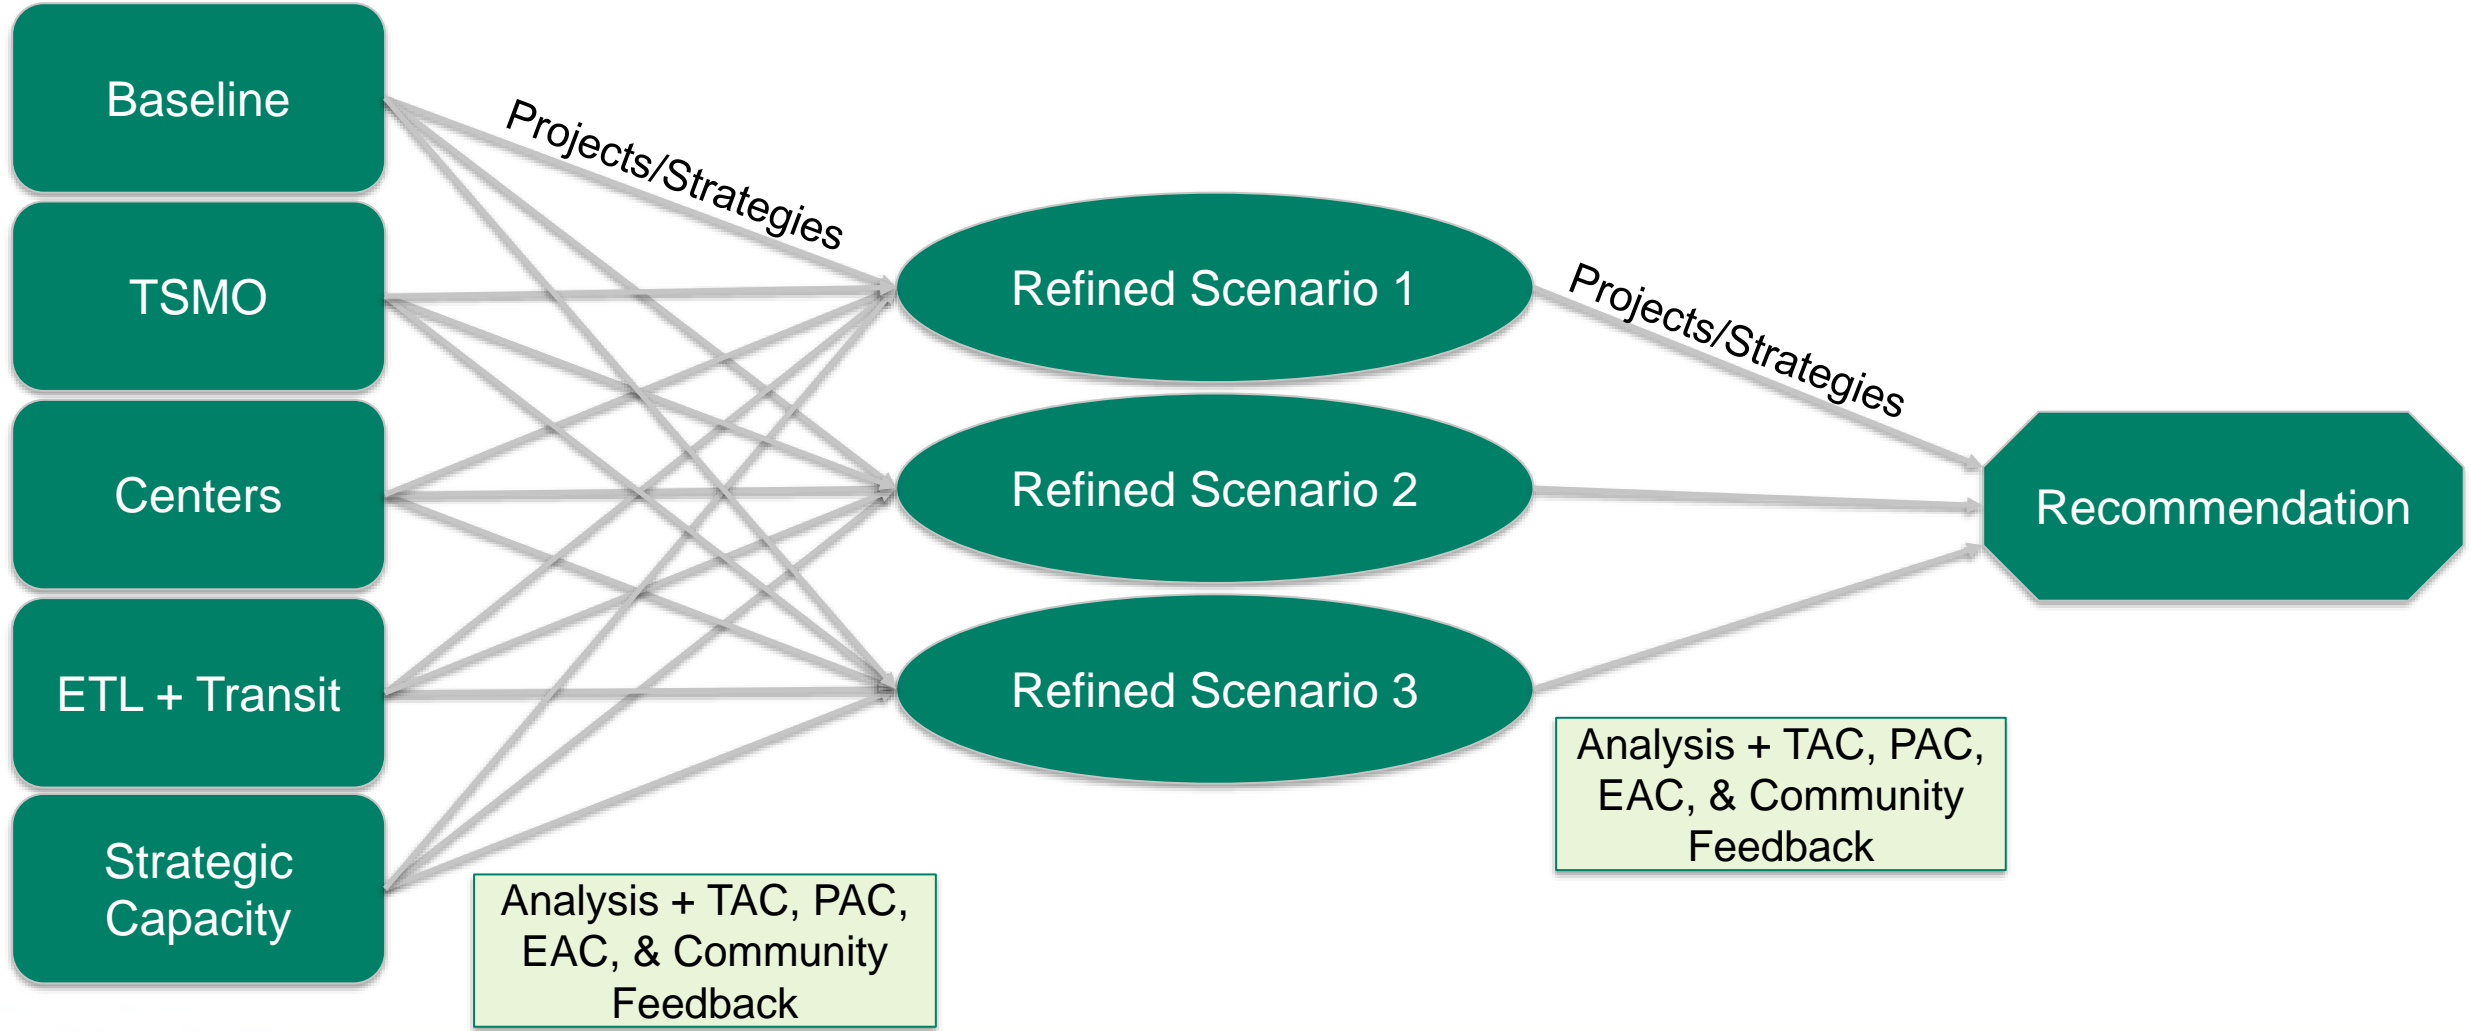 Baseline
TSMO
Centers
ETL + Transit
Strategic
Capacity
Projects/Strategies
Analysis + TAC, PAC,
EAC, & Community
Feedback
Refined Scenario 1
Refined Scenario 2
Refined Scenario 3
Projects/Strategies
Analysis + TAC, PAC,
EAC, & Community
Feedback
Recommendation